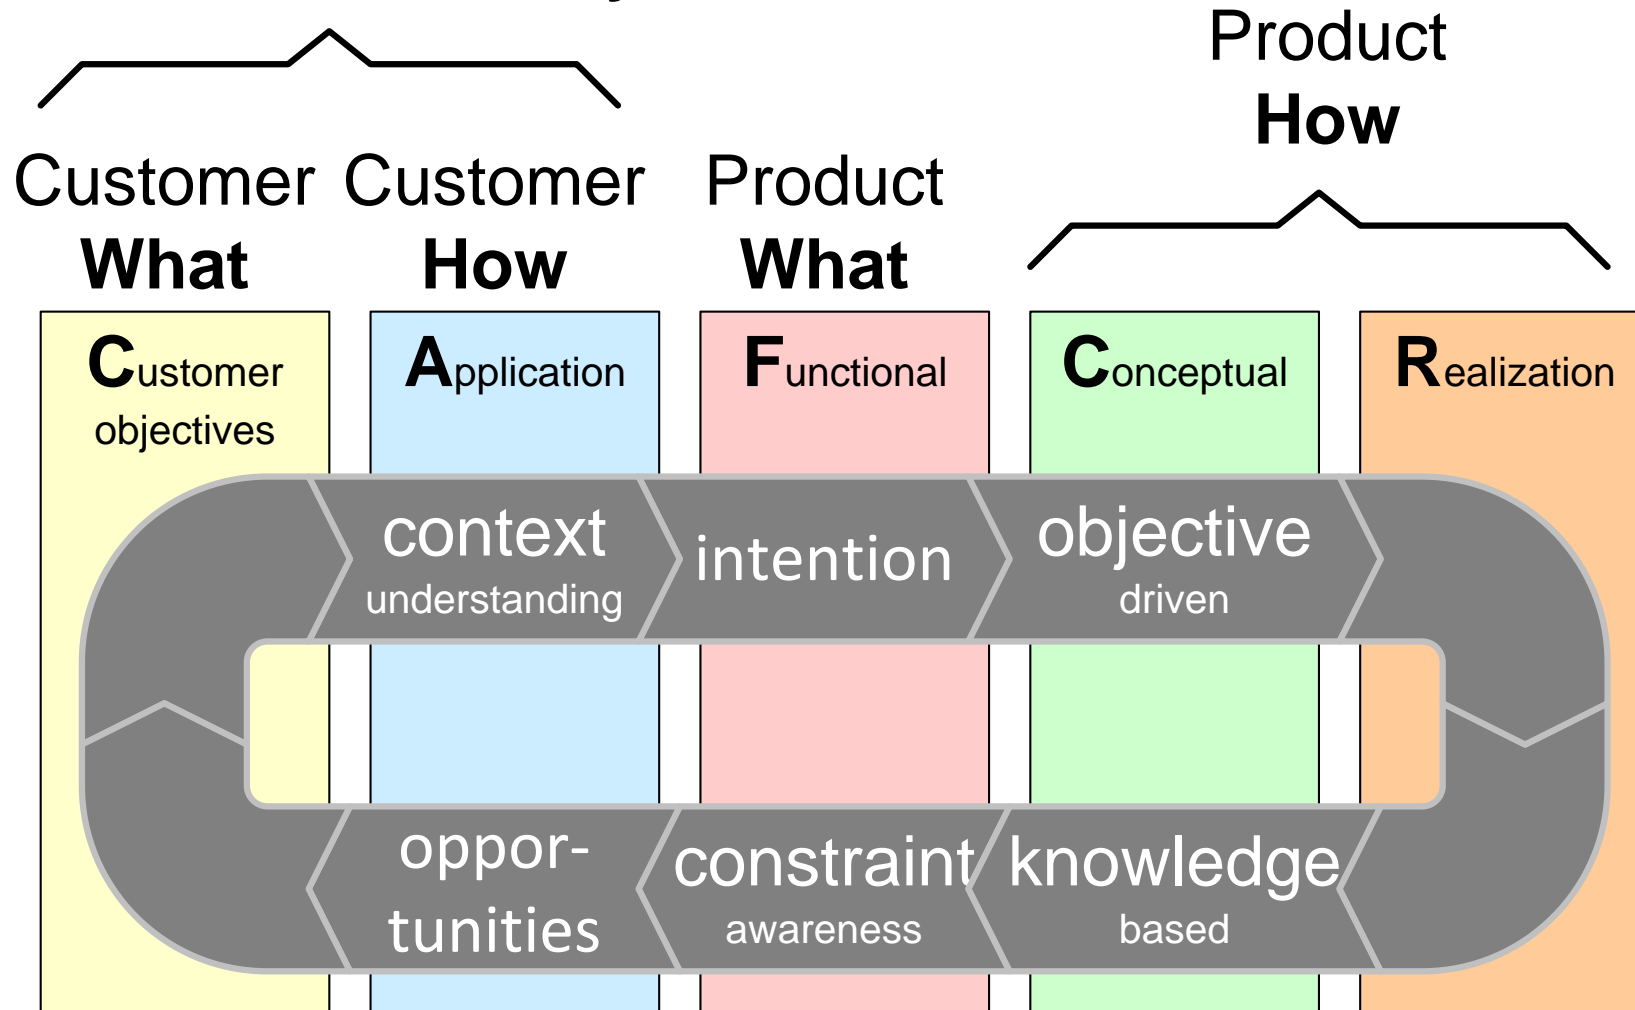 Product
How
Customer Customer Product
What How What
Customer Application Functional Conceptual Realization
objectives
context
understanding
intention
objective
driven
oppor-
tunities
constraint
awareness
knowledge
based